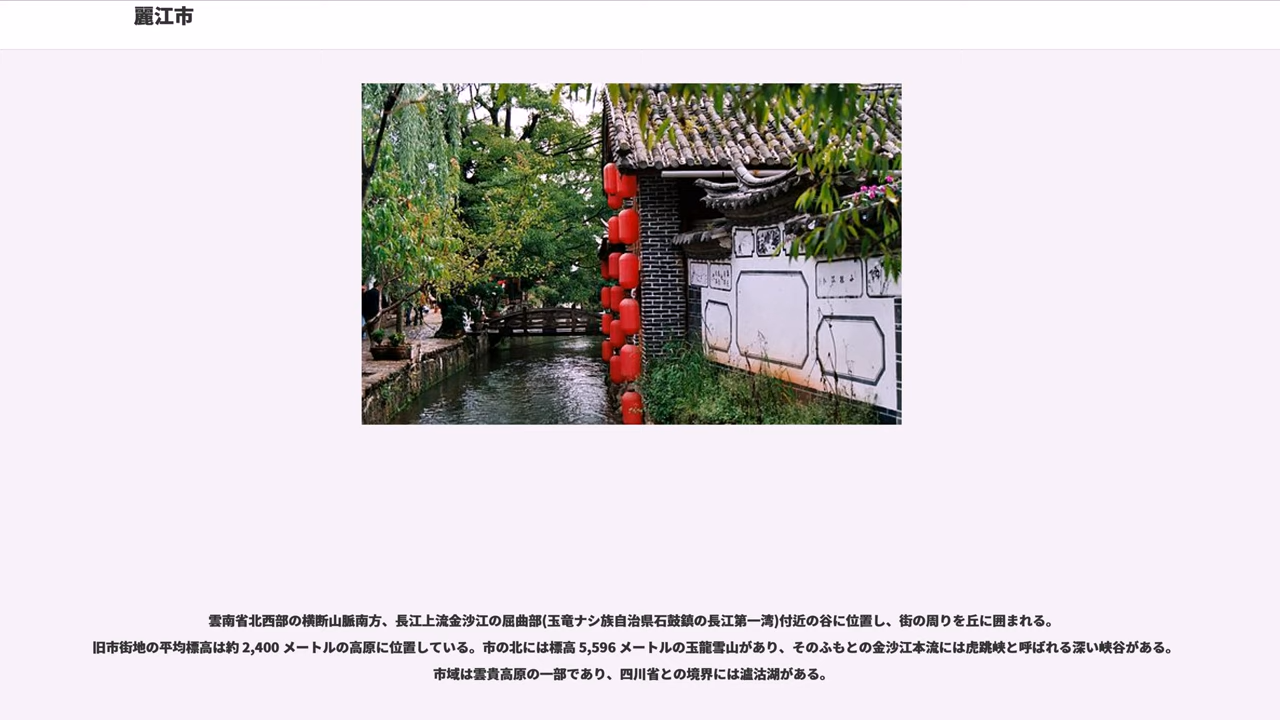 麗江市
雲南省北西部の横断山脈南方、長江上流金沙江の屈曲部(玉竜ナシ族自治県石鼓鎮の長江第一湾)付近の谷に位置し、街の周りを丘に囲まれる。
旧市街地の平均標高は約 2,400 メートルの高原に位置している。市の北には標高 5,596 メートルの玉龍雪山があり、そのふもとの金沙江本流には虎跳峡と呼ばれる深い峡谷がある。
市域は雲貴高原の一部であり、四川省との境界には瀘沽湖がある。